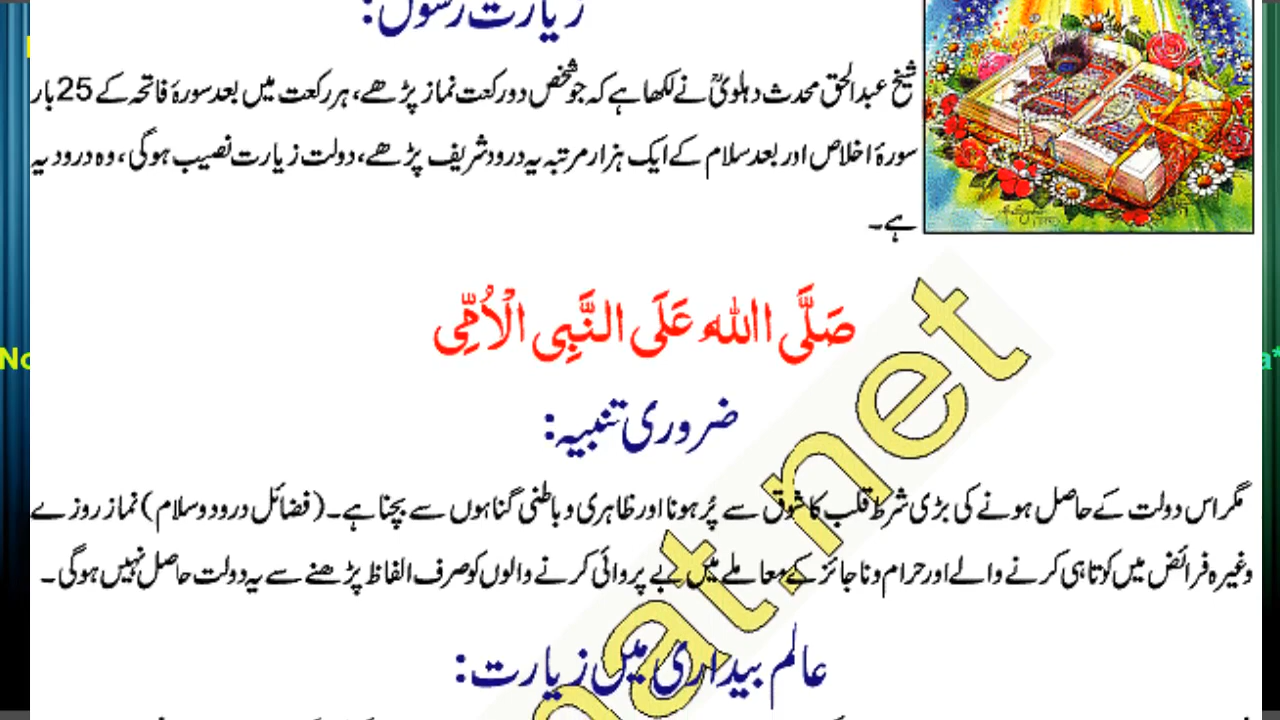 زیارت رسول:
شیخ عبدالحق محدث دہلویؒ نے لکھا ہے کہ جو شخص دو رکعت نماز پڑھے، ہر رکعت میں بعد سورۂ فاتحہ کے 25 بار
سورۂ اخلاص اور بعد سلام کے ایک ہزار مرتبہ یہ درود شریف پڑھے، دولت زیارت نصیب ہوگی، وہ درود یہ
ہے۔
صَلَّی اللہ عَلَی النَّبِی الْاُمِّی
ضروری تنبیہ:
مگر اس دولت کے حاصل ہونے کی بڑی شرط قلب کا شوق سے پُر ہونا اور ظاہری و باطنی گناہوں سے بچنا ہے۔ (فضائل درود و سلام) نماز روزے
وغیرہ فرائض میں کوتاہی کرنے والے اور حرام و ناجائز کے معاملے میں بے پروائی کرنے والوں کو صرف الفاظ پڑھنے سے یہ دولت حاصل نہیں ہوگی۔
عالم بیداری میں زیارت:
nat.net
No
a*